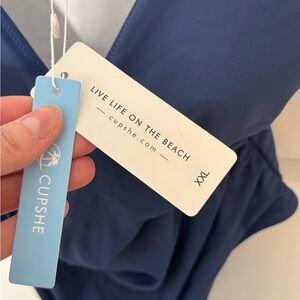 LIVE LIFE ON THE BEACH
— cupshe.com —
XXL
CUPSHE